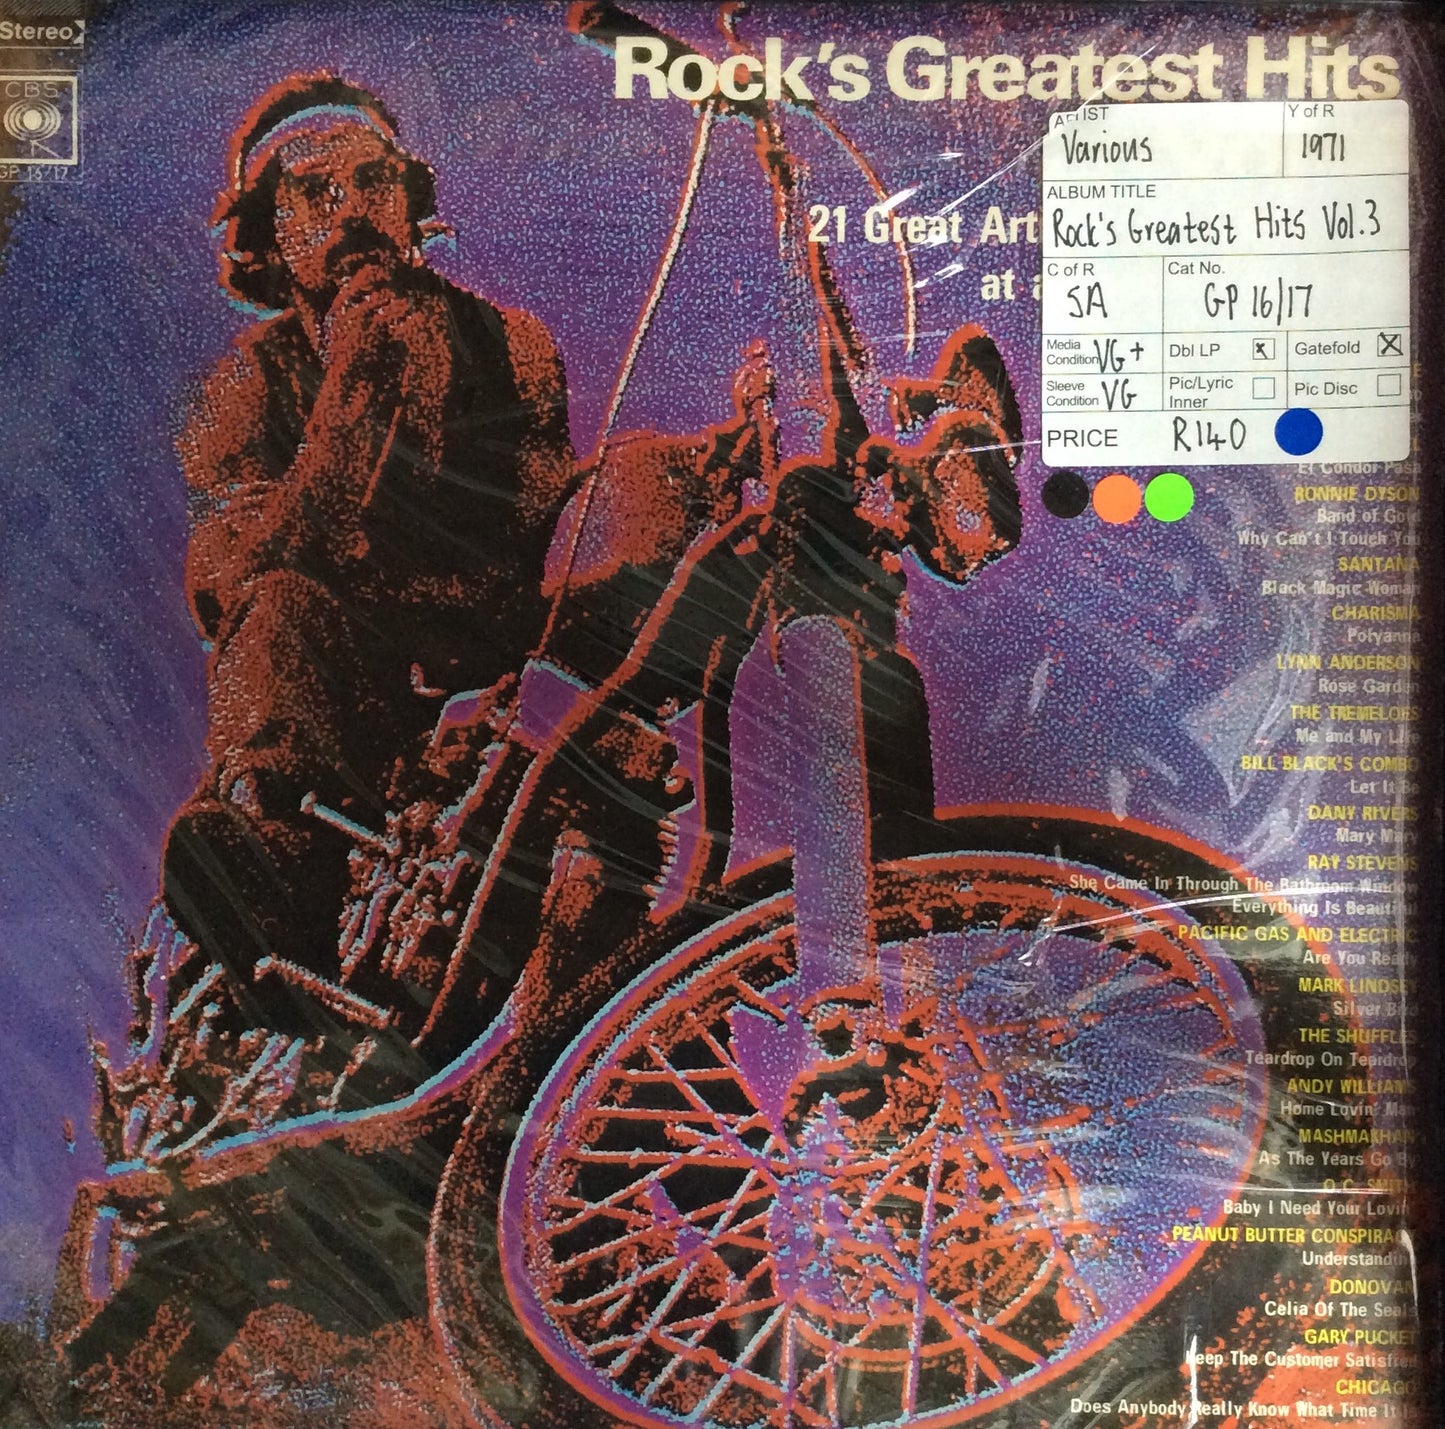 Stereo
CBS
GP 16/17
Rock's Greatest Hits
21 Great Art
at a
ARTIST
Various
Y of R
1971
ALBUM TITLE
Rock's Greatest Hits Vol.3
C of R
SA
Cat No.
GP 16/17
Media
Condition VG+
Dbl LP
Gatefold
Sleeve
Condition VG
Pic/Lyric
Inner
Pic Disc
PRICE R140
El Condor Pasa
RONNIE DYSON
Band of Gold
Why Can't I Touch You
SANTANA
Black Magic Woman
CHARISMA
Polyanna
LYNN ANDERSON
Rose Garden
THE TREMELOES
Me and My Life
BILL BLACK'S COMBO
Let It Be
DANY RIVERS
Mary Mary
RAY STEVENS
She Came In Through The Bathroom Window
Everything Is Beautiful
PACIFIC GAS AND ELECTRIC
Are You Ready
MARK LINDSEY
Silver Bird
THE SHUFFLES
Teardrop On Teardrop
ANDY WILLIAMS
Home Lovin' Man
MASHMAKHAN
As The Years Go By
O.C. SMITH
Baby I Need Your Lovin
PEANUT BUTTER CONSPIRAC
Understandin
DONOVAN
Celia Of The Seals
GARY PUCKET
Keep The Customer Satisfied
CHICAGO
Does Anybody Really Know What Time It Is